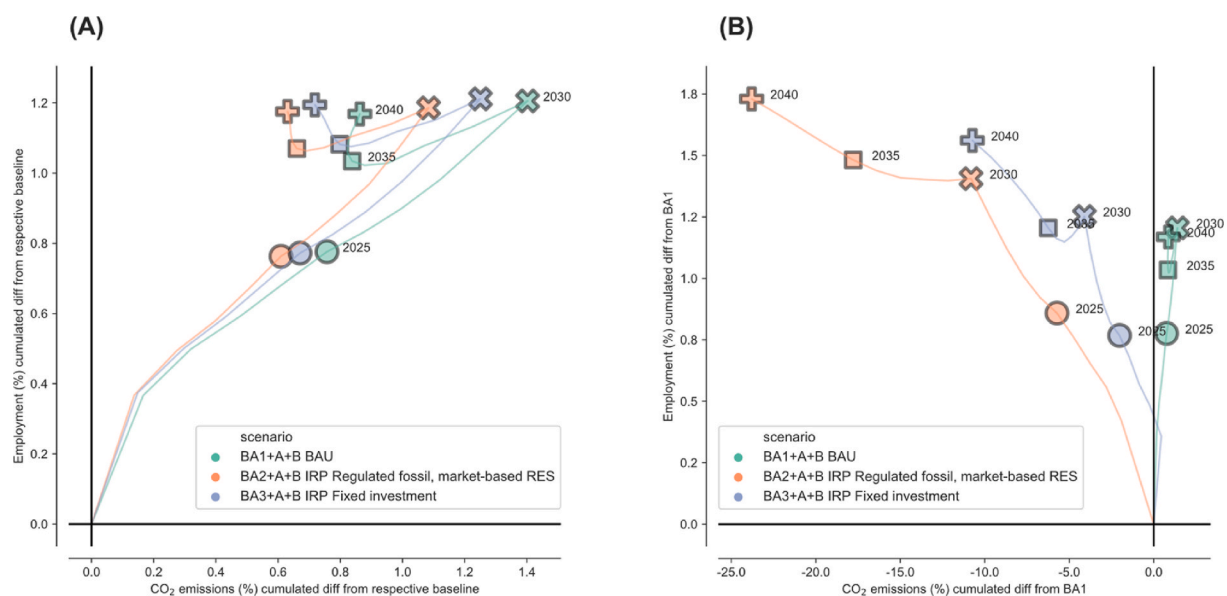 (A)
Employment (%) cumulated diff from respective baseline
1.2
1.0
0.8
0.6
0.4
0.2
0.0
2030
2040
2035
2025
scenario
BA1+A+B BAU
BA2+A+B IRP Regulated fossil, market-based RES
BA3+A+B IRP Fixed investment
0.0 0.2 0.4 0.6 0.8 1.0 1.2 1.4
CO₂ emissions (%) cumulated diff from respective baseline
(B)
Employment (%) cumulated diff from BA1
1.8
1.5
1.2
1.0
0.8
0.5
0.2
0.0
2040
2035
2030
2025
2040
2030
2035
2025
2030
2040
2035
2025
scenario
BA1+A+B BAU
BA2+A+B IRP Regulated fossil, market-based RES
BA3+A+B IRP Fixed investment
-25.0 -20.0 -15.0 -10.0 -5.0 0.0
CO₂ emissions (%) cumulated diff from BA1